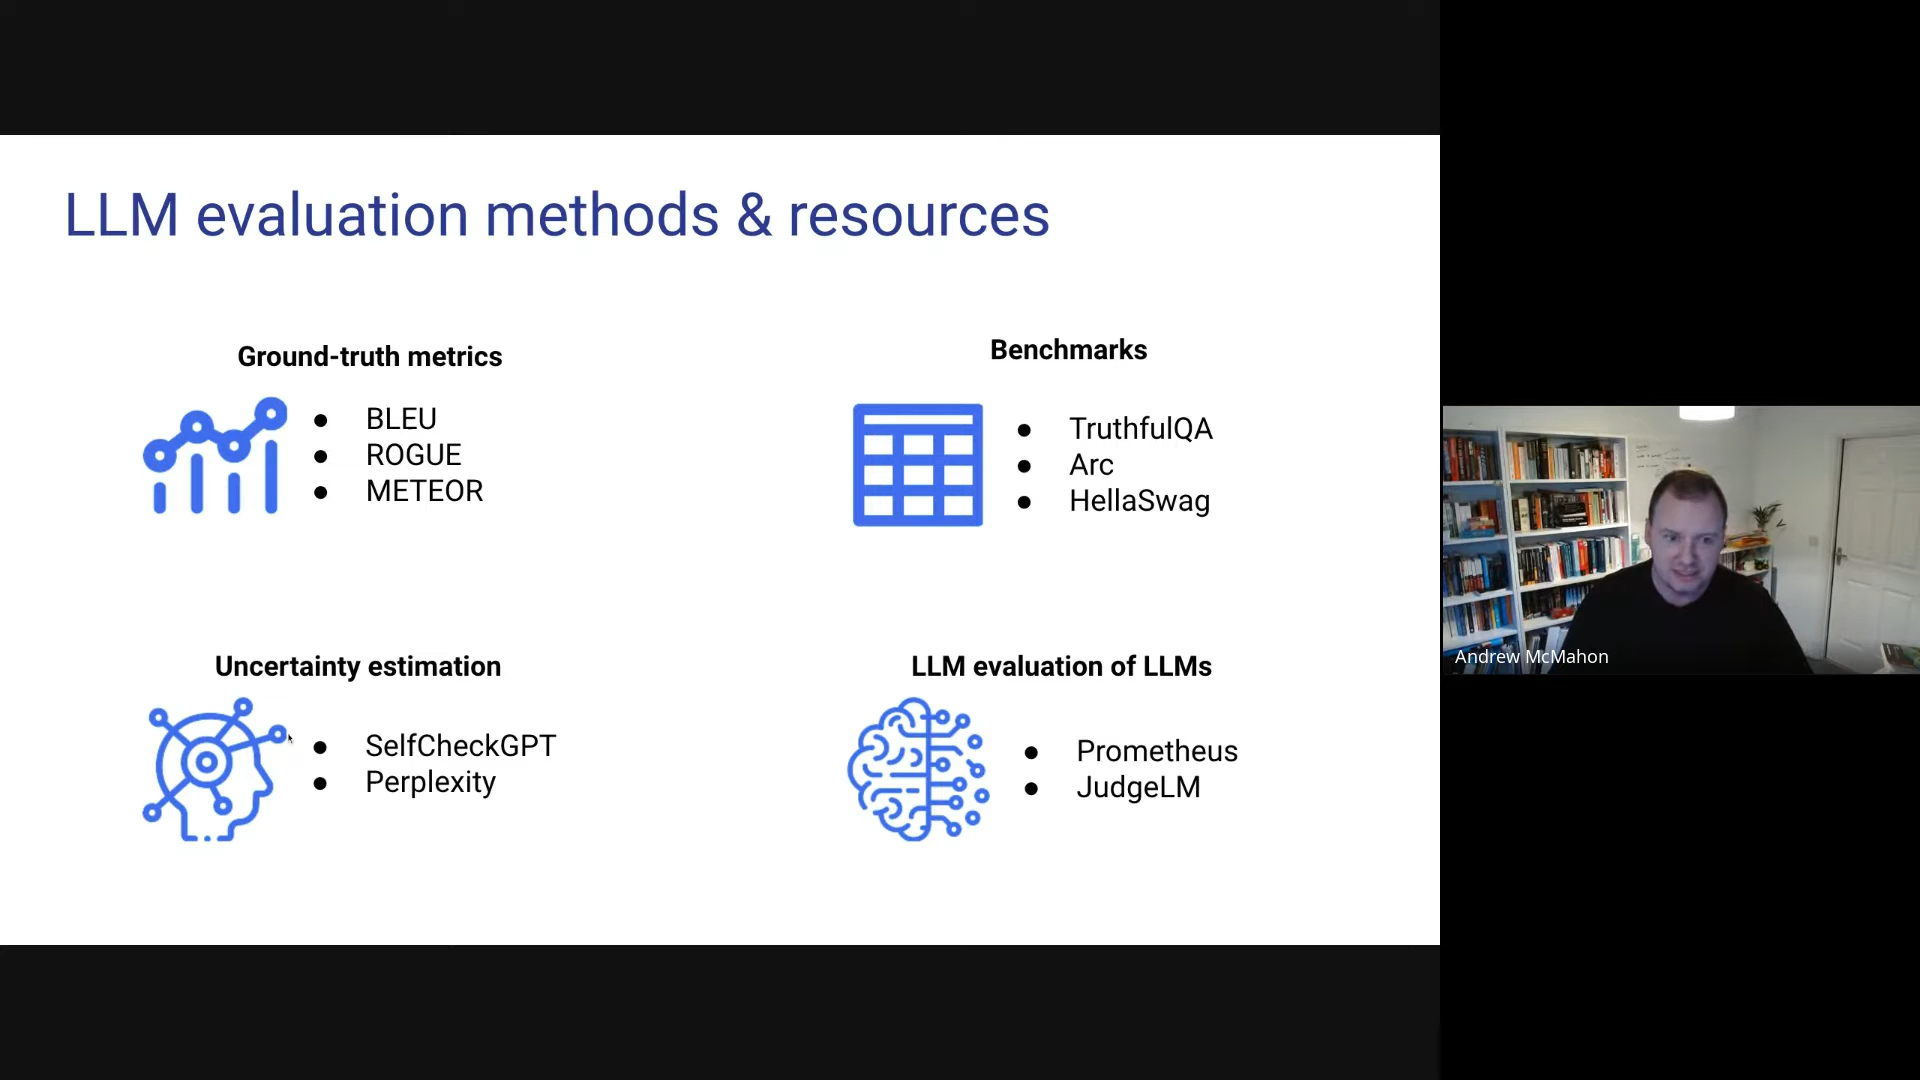 LLM evaluation methods & resources
Ground-truth metrics
● BLEU
● ROGUE
● METEOR
Benchmarks
● TruthfulQA
● Arc
● HellaSwag
Uncertainty estimation
● SelfCheckGPT
● Perplexity
LLM evaluation of LLMs
● Prometheus
● JudgeLM
Andrew McMahon